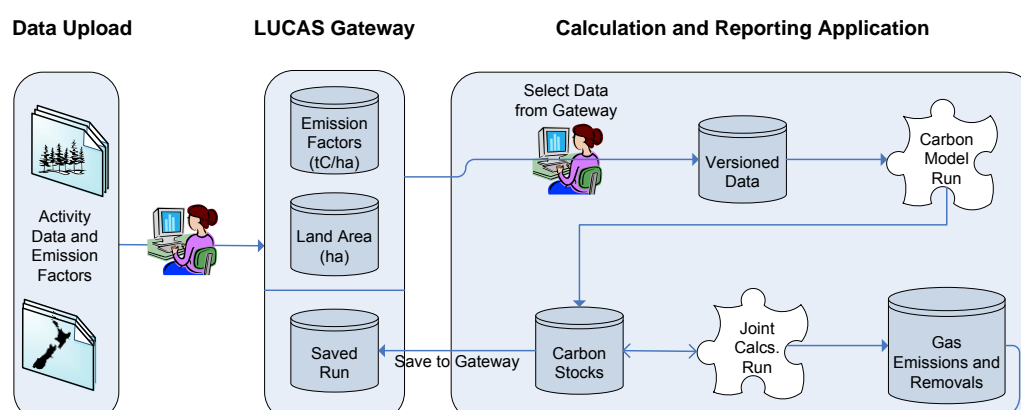 Data Upload
LUCAS Gateway
Calculation and Reporting Application
Activity
Data and
Emission
Factors
Emission
Factors
(tC/ha)
Land Area
(ha)
Saved
Run
Select Data
from Gateway
Versioned
Data
Carbon
Model
Run
Save to Gateway
Carbon
Stocks
Joint
Calcs.
Run
Gas
Emissions and
Removals